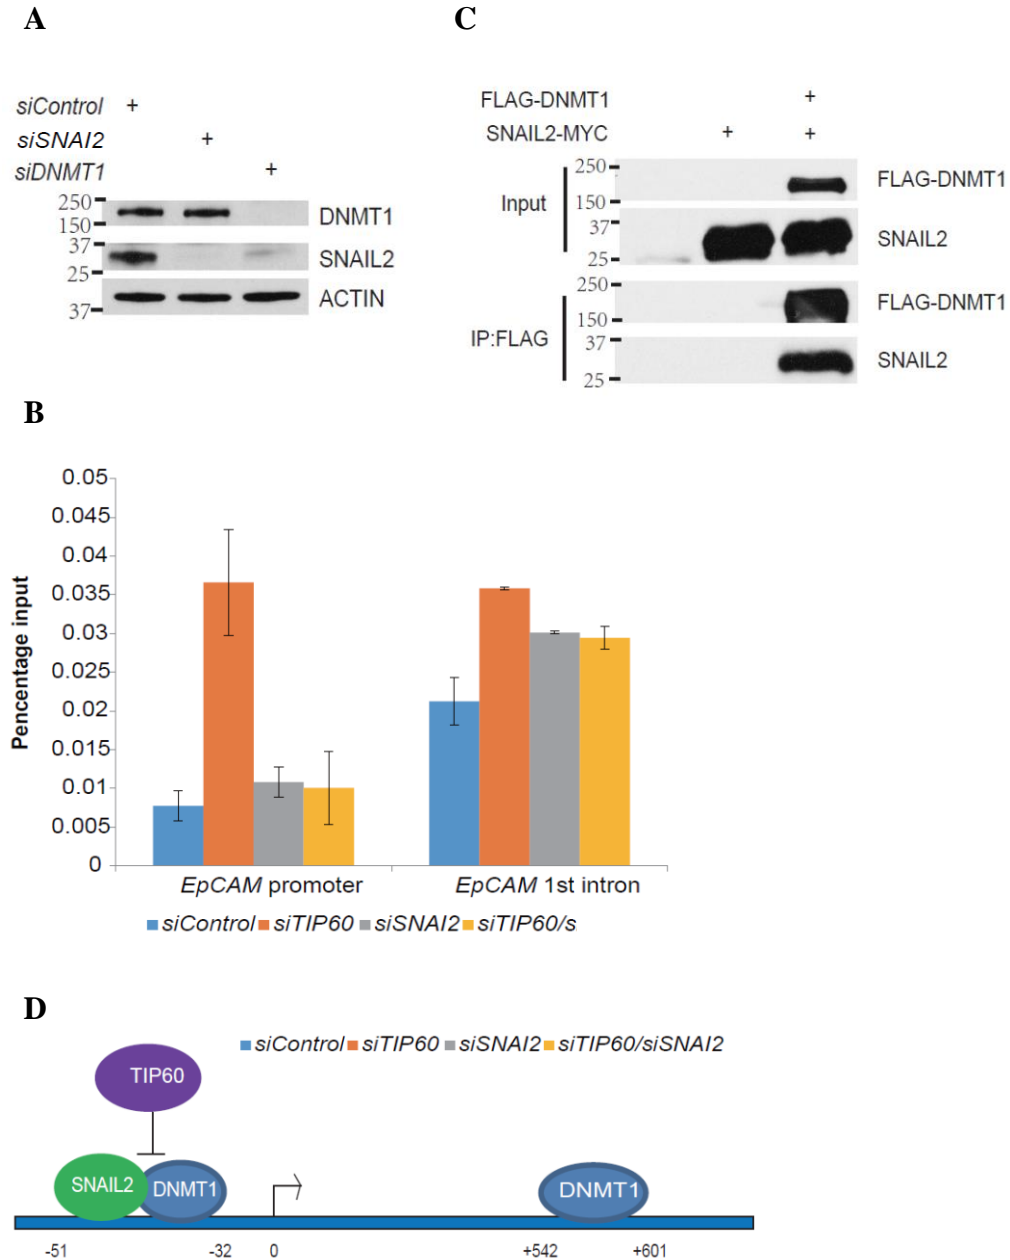 A
siControl +
siSNAI2 +
siDNMT1 +
250
150
DNMT1
37
25
SNAIL2
37
ACTIN
C
FLAG-DNMT1 +
SNAIL2-MYC + +
Input
250
150
FLAG-DNMT1
37
25
SNAIL2
IP:FLAG
250
150
FLAG-DNMT1
37
25
SNAIL2
B
Pencentage input
0.05
0.045
0.04
0.035
0.03
0.025
0.02
0.015
0.01
0.005
0
EpCAM promoter EpCAM 1st intron
siControl siTIP60 siSNAI2 siTIP60/s
D
siControl siTIP60 siSNAI2 siTIP60/siSNAI2
TIP60
SNAIL2 DNMT1 DNMT1
-51 -32 0 +542 +601